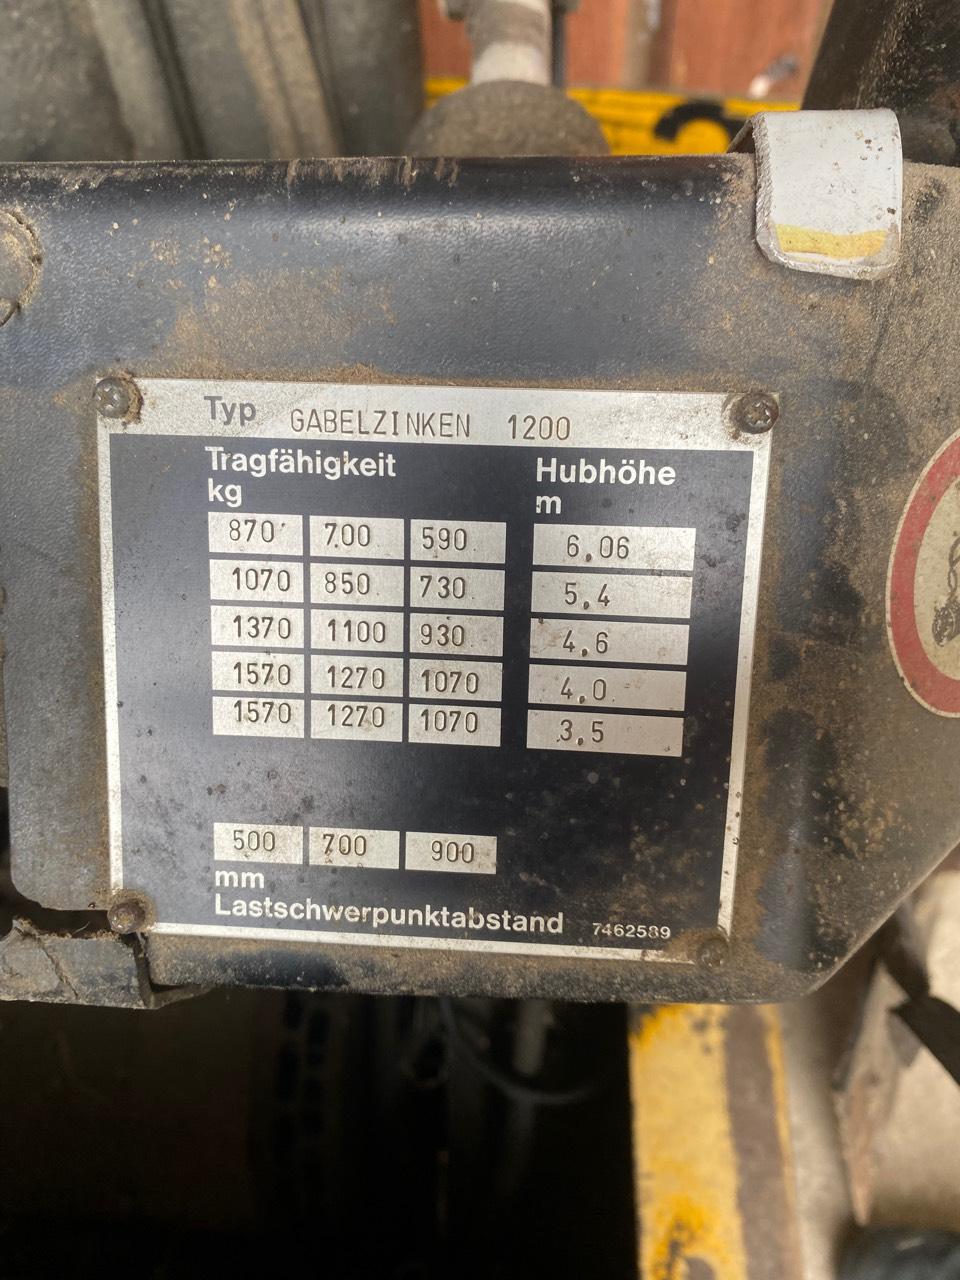 Typ GABELZINKEN 1200
Tragfähigkeit Hubhöhe
kg m
870 700 590 6,06
1070 850 730 5,4
1370 1100 930 4,6
1570 1270 1070 4,0
1570 1270 1070 3,5
500 700 900
mm
Lastschwerpunktabstand 7462589